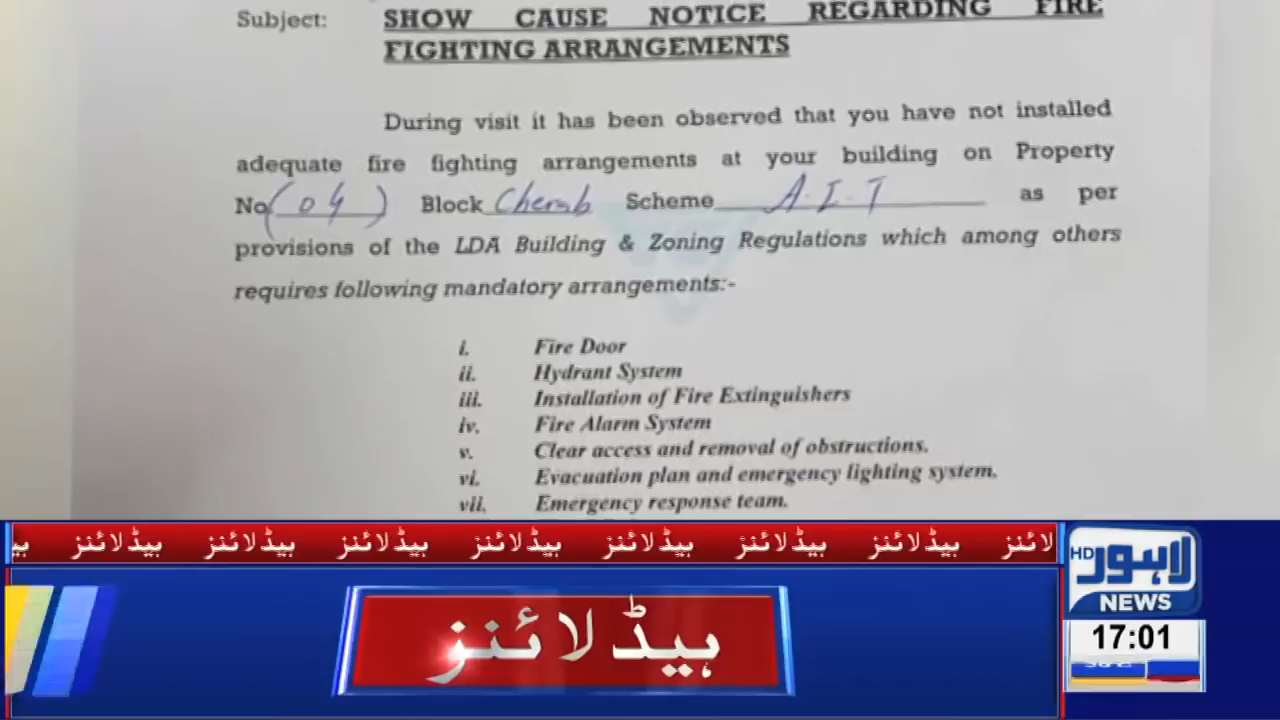 Subject: SHOW CAUSE NOTICE REGARDING FIRE
FIGHTING ARRANGEMENTS
During visit it has been observed that you have not installed
adequate fire fighting arrangements at your building on Property
No( 04 ) Block Cherab Scheme A.I.T as per
provisions of the LDA Building & Zoning Regulations which among others
requires following mandatory arrangements:-
i. Fire Door
ii. Hydrant System
iii. Installation of Fire Extinguishers
iv. Fire Alarm System
v. Clear access and removal of obstructions.
vi. Evacuation plan and emergency lighting system.
vii. Emergency response team.
لائنز ہیڈلائنز ہیڈلائنز ہیڈلائنز ہیڈلائنز ہیڈلائنز ہیڈلائنز ہیڈلائنز ہی
HD لاہور
NEWS
ہیڈلائنز
17:01